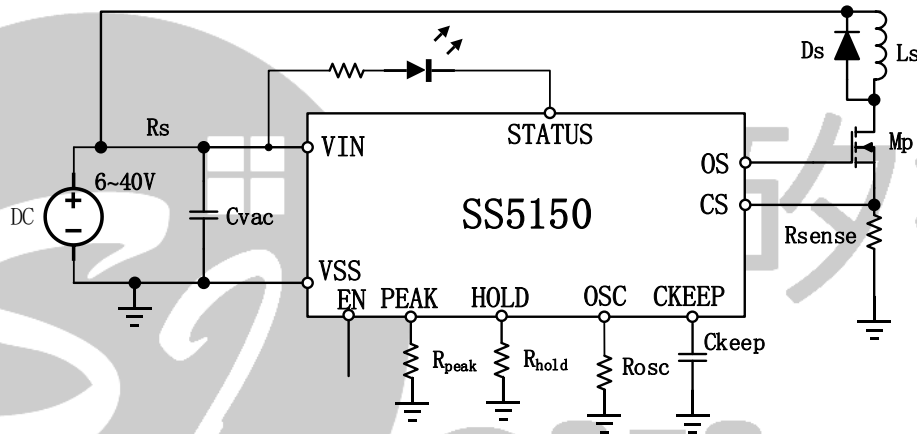 Ds
Ls
Rs
VIN
STATUS
OS
Mp
6~40V
DC
Cvac
SS5150
CS
Rsense
VSS
EN
PEAK
HOLD
OSC
CKEEP
Rpeak
Rhold
Rosc
Ckeep